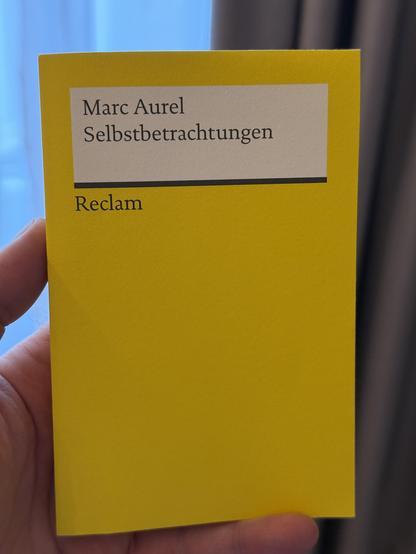 Marc Aurel
Selbstbetrachtungen
Reclam